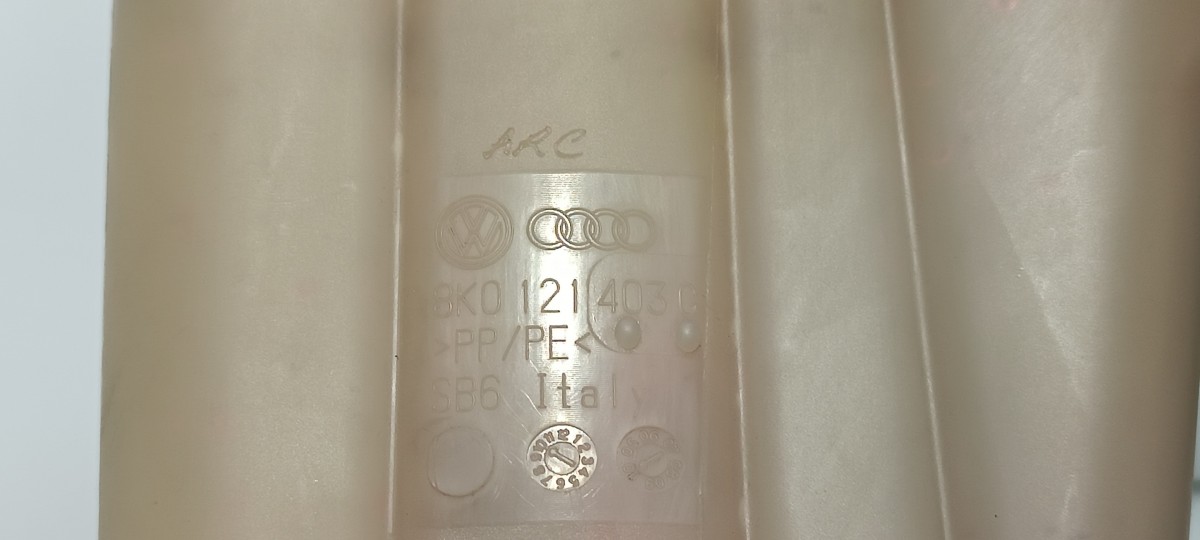 ARC
8K0 121 403
>PP/PE<
SB6 Italy